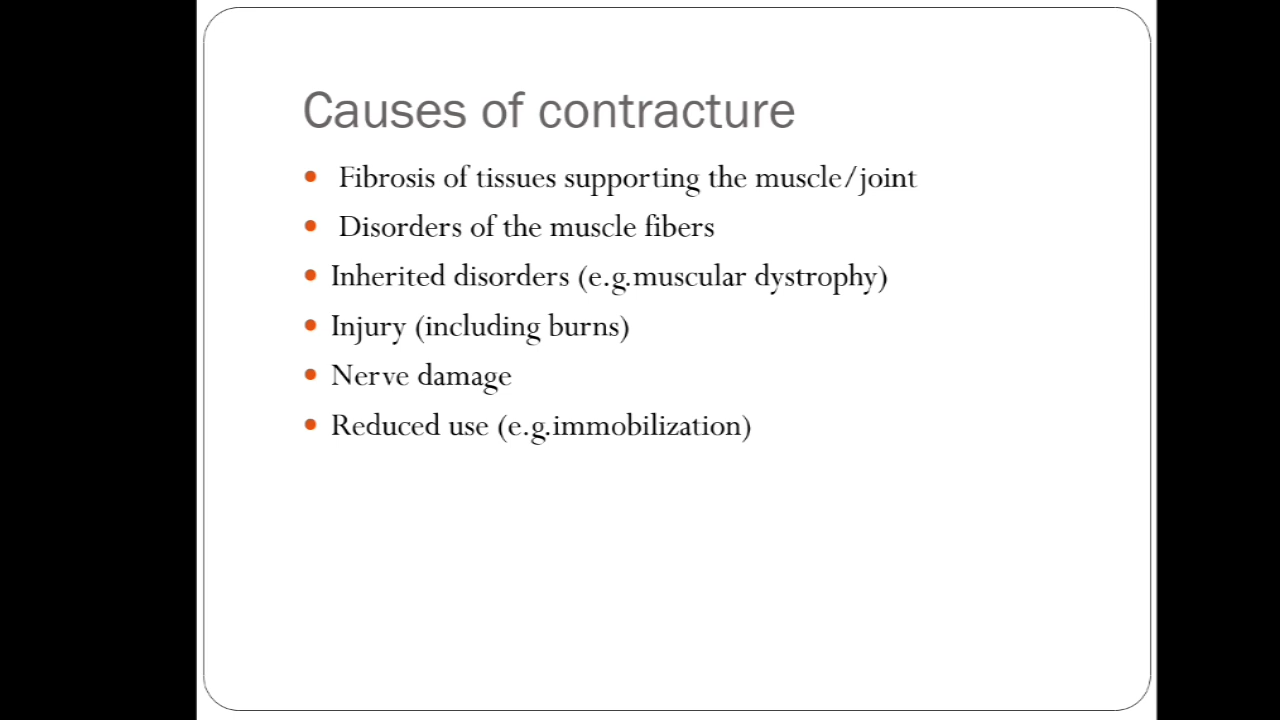 Causes of contracture
• Fibrosis of tissues supporting the muscle/joint
• Disorders of the muscle fibers
• Inherited disorders (e.g.muscular dystrophy)
• Injury (including burns)
• Nerve damage
• Reduced use (e.g.immobilization)